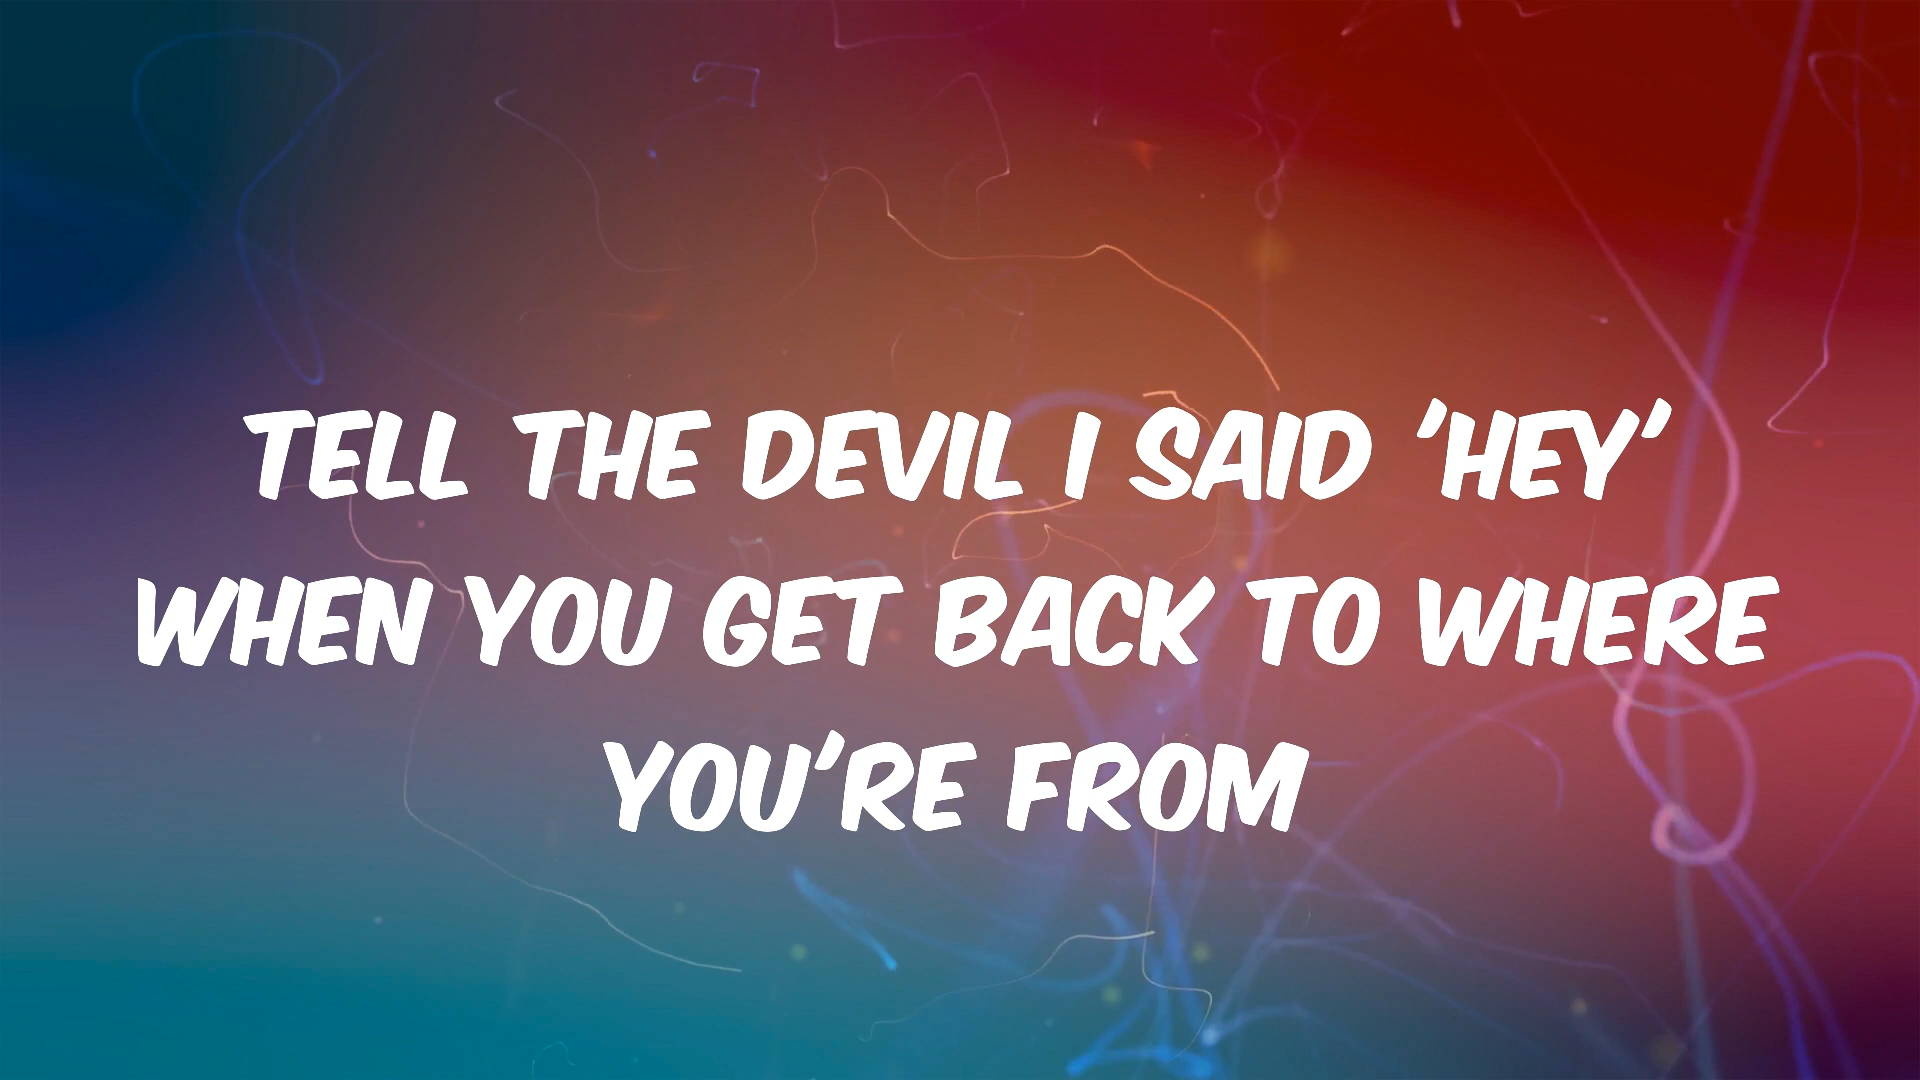 TELL THE DEVIL I SAID 'HEY'
WHEN YOU GET BACK TO WHERE
YOU'RE FROM